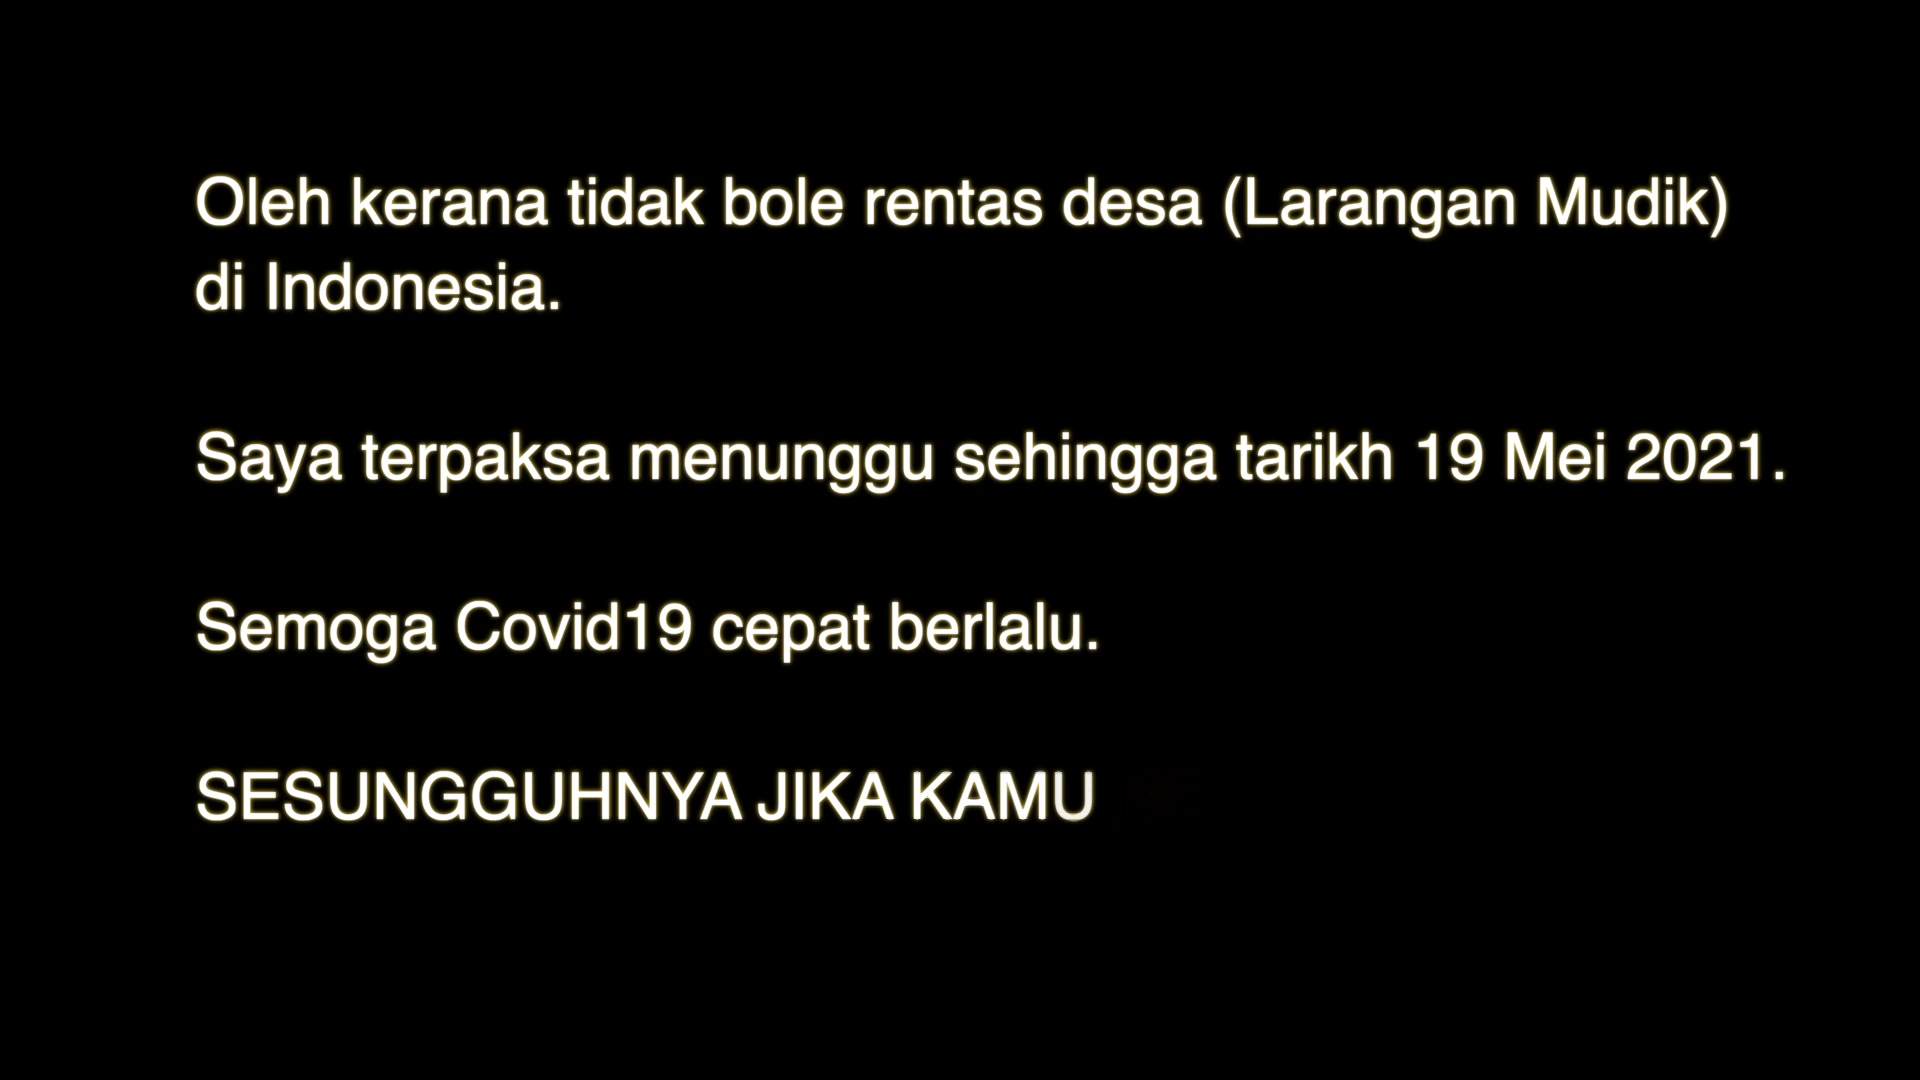 Oleh kerana tidak bole rentas desa (Larangan Mudik)
di Indonesia.
Saya terpaksa menunggu sehingga tarikh 19 Mei 2021.
Semoga Covid19 cepat berlalu.
SESUNGGUHNYA JIKA KAMU